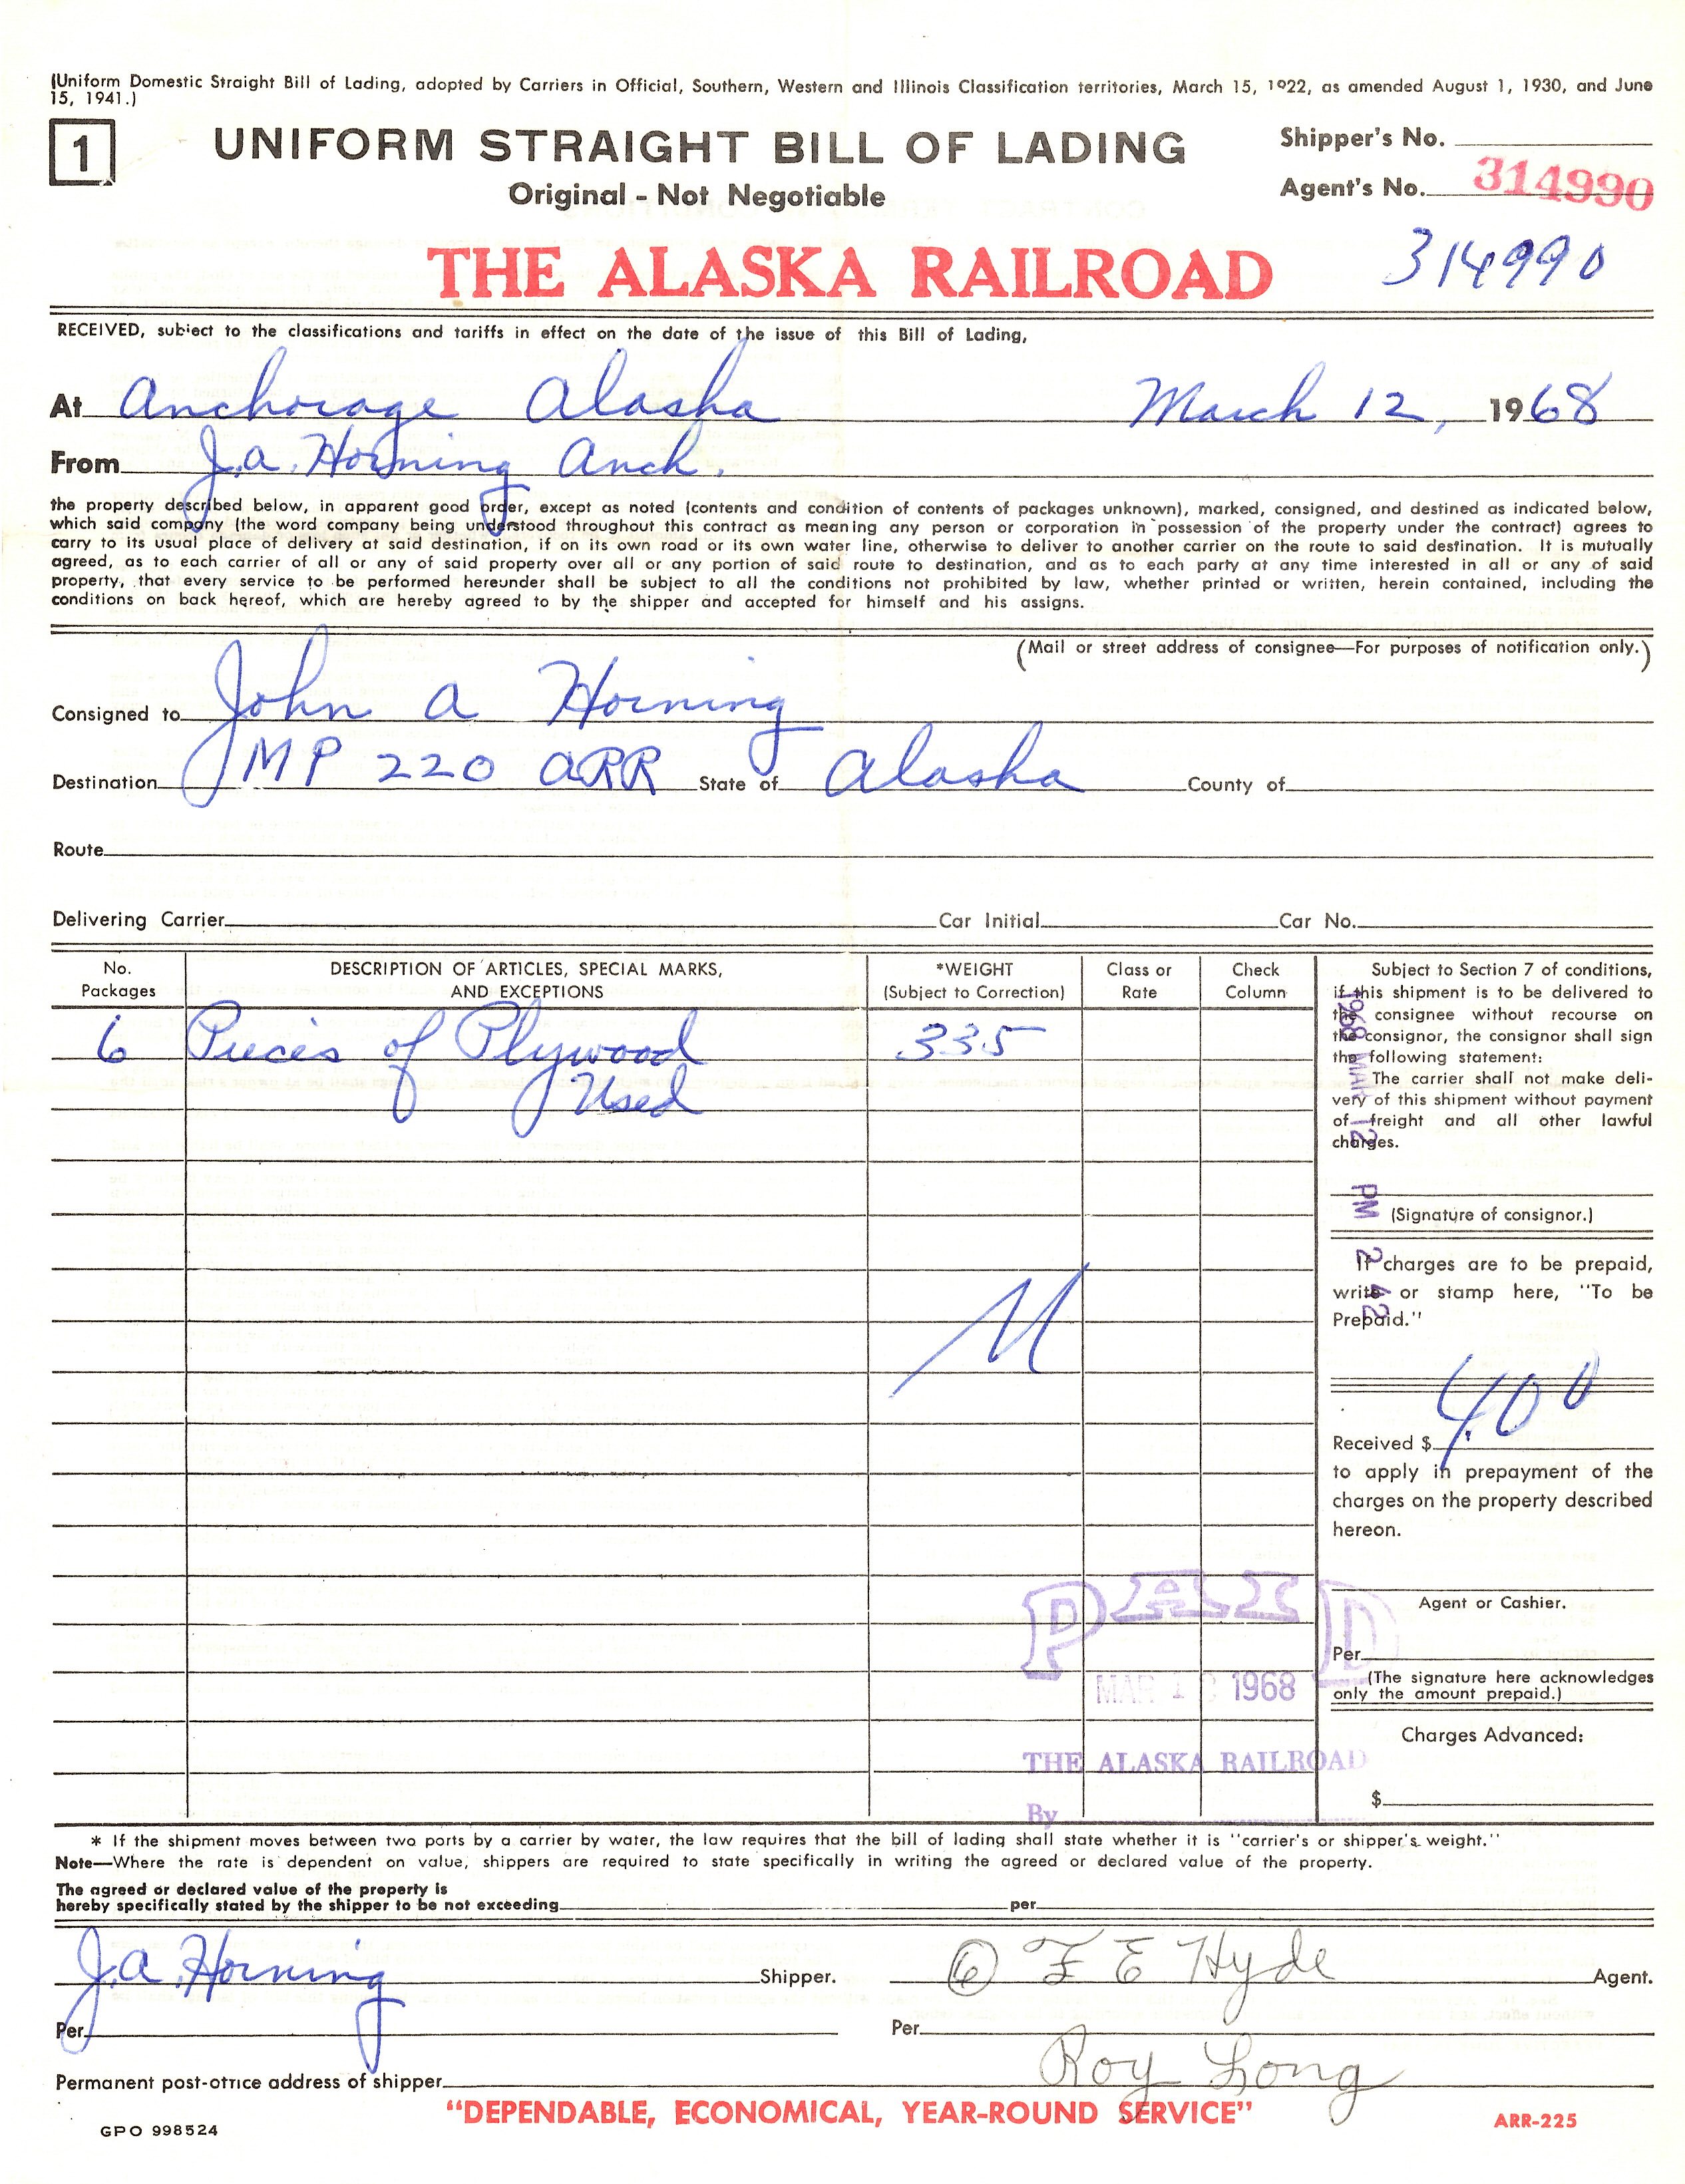 (Uniform Domestic Straight Bill of Lading, adopted by Carriers in Official, Southern, Western and Illinois Classification territories, March 15, 1922, as amended August 1, 1930, and June
15, 1941.)
1
UNIFORM STRAIGHT BILL OF LADING
Original - Not Negotiable
Shipper's No.
Agent's No. 314990
THE ALASKA RAILROAD
314990
RECEIVED, subject to the classifications and tariffs in effect on the date of the issue of this Bill of Lading,
At Anchorage Alaska March 12, 1968
From J.A. Horning Anch.
the property described below, in apparent good order, except as noted (contents and condition of contents of packages unknown), marked, consigned, and destined as indicated below,
which said company (the word company being understood throughout this contract as meaning any person or corporation in possession of the property under the contract) agrees to
carry to its usual place of delivery at said destination, if on its own road or its own water line, otherwise to deliver to another carrier on the route to said destination. It is mutually
agreed, as to each carrier of all or any of said property over all or any portion of said route to destination, and as to each party at any time interested in all or any of said
property, that every service to be performed hereunder shall be subject to all the conditions not prohibited by law, whether printed or written, herein contained, including the
conditions on back hereof, which are hereby agreed to by the shipper and accepted for himself and his assigns.
(Mail or street address of consignee—For purposes of notification only.)
Consigned to John A Horning
Destination MP 220 ARR State of Alaska County of
Route
Delivering Carrier Car Initial Car No.
No.
Packages
DESCRIPTION OF ARTICLES, SPECIAL MARKS,
AND EXCEPTIONS
*WEIGHT
(Subject to Correction)
Class or
Rate
Check
Column
6 Pieces of Plywood 335
Used
M
Subject to Section 7 of conditions,
if this shipment is to be delivered to
the consignee without recourse on
the consignor, the consignor shall sign
the following statement:
The carrier shall not make deli-
very of this shipment without payment
of freight and all other lawful
charges.
(Signature of consignor.)
1968 MAR 12 PM 2 42
If charges are to be prepaid,
write or stamp here, "To be
Prepaid."
Received $ 4.00
to apply in prepayment of the
charges on the property described
hereon.
Agent or Cashier.
Per
(The signature here acknowledges
only the amount prepaid.)
Charges Advanced:
$
PAID
MAR 1 1968
THE ALASKA RAILROAD
By
* If the shipment moves between two ports by a carrier by water, the law requires that the bill of lading shall state whether it is "carrier's or shipper's weight."
Note—Where the rate is dependent on value, shippers are required to state specifically in writing the agreed or declared value of the property.
The agreed or declared value of the property is
hereby specifically stated by the shipper to be not exceeding per
J.A. Horning Shipper. 6 F E Hyde Agent.
Per Per
Roy Long
Permanent post-office address of shipper
"DEPENDABLE, ECONOMICAL, YEAR-ROUND SERVICE"
GPO 998524
ARR-225